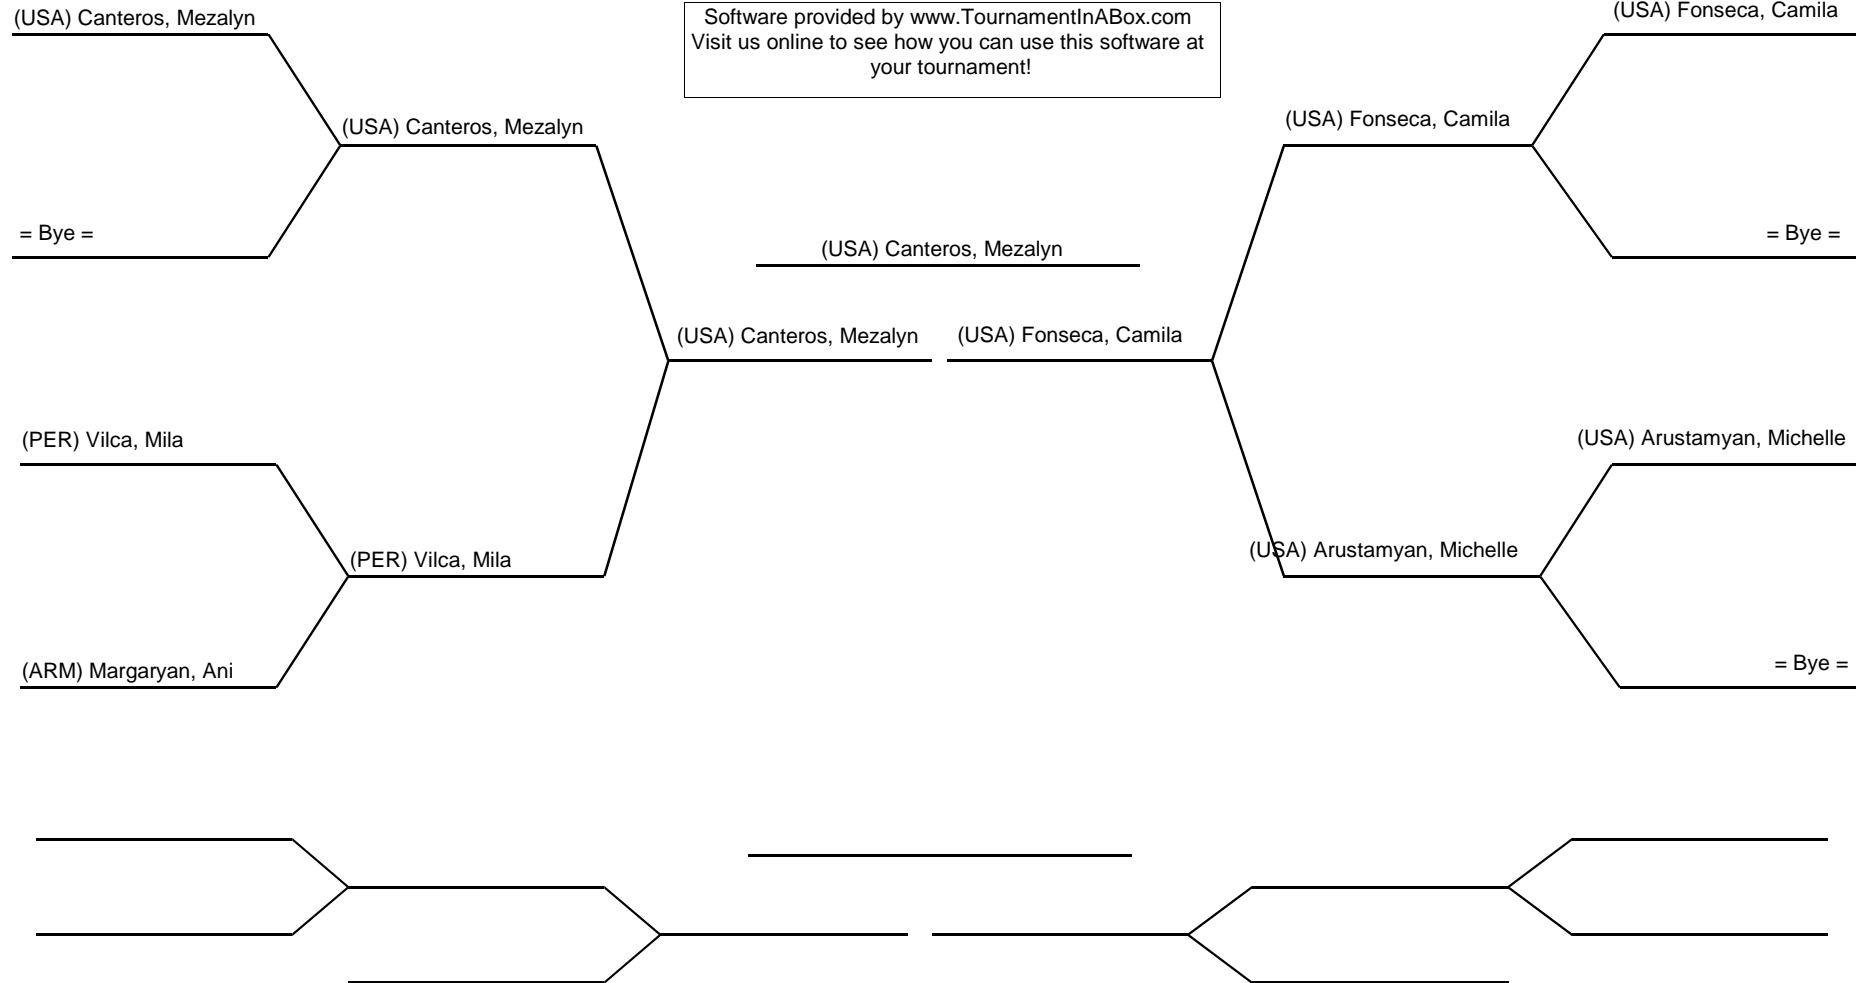 (USA) Canteros, Mezalyn
Software provided by www.TournamentInABox.com
Visit us online to see how you can use this software at
your tournament!
(USA) Fonseca, Camila
(USA) Canteros, Mezalyn
(USA) Fonseca, Camila
= Bye =
(USA) Canteros, Mezalyn
= Bye =
(USA) Canteros, Mezalyn
(USA) Fonseca, Camila
(PER) Vilca, Mila
(USA) Arustamyan, Michelle
(PER) Vilca, Mila
(USA) Arustamyan, Michelle
(ARM) Margaryan, Ani
= Bye =